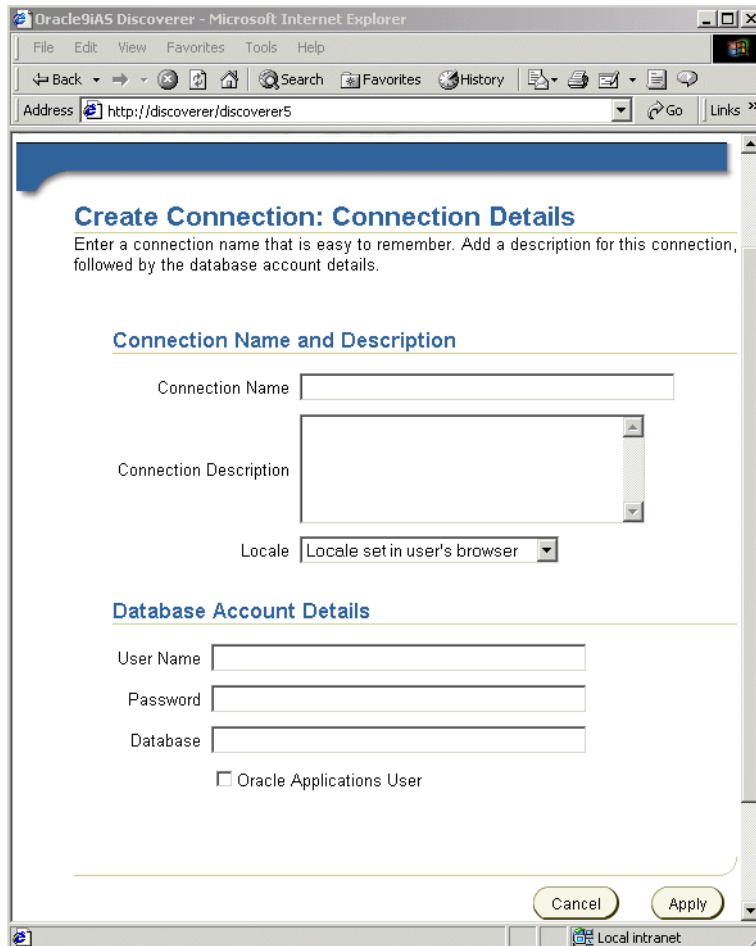 Oracle9iAS Discoverer - Microsoft Internet Explorer
File Edit View Favorites Tools Help
Back Search Favorites History
Address http://discoverer/discoverer5 Go Links »
Create Connection: Connection Details
Enter a connection name that is easy to remember. Add a description for this connection,
followed by the database account details.
Connection Name and Description
Connection Name
Connection Description
Locale Locale set in user's browser
Database Account Details
User Name
Password
Database
Oracle Applications User
Cancel Apply
Local intranet